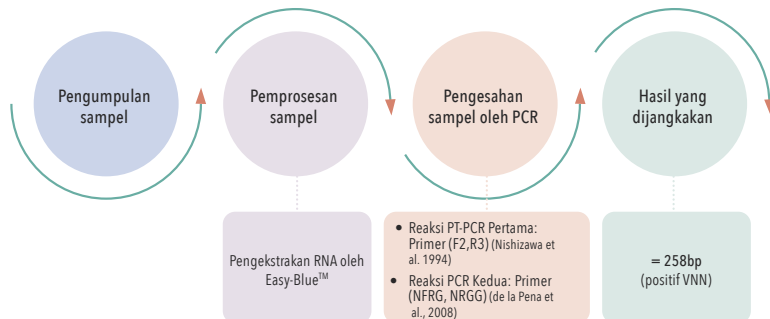 Pengumpulan
sampel
Pemprosesan
sampel
Pengesahan
sampel oleh PCR
Hasil yang
dijangkakan
Pengekstrakan RNA oleh
Easy-Blue™
• Reaksi PT-PCR Pertama:
Primer (F2,R3) (Nishizawa et
al. 1994)
• Reaksi PCR Kedua: Primer
(NFRG, NRGG) (de la Pena et
al., 2008)
= 258bp
(positif VNN)